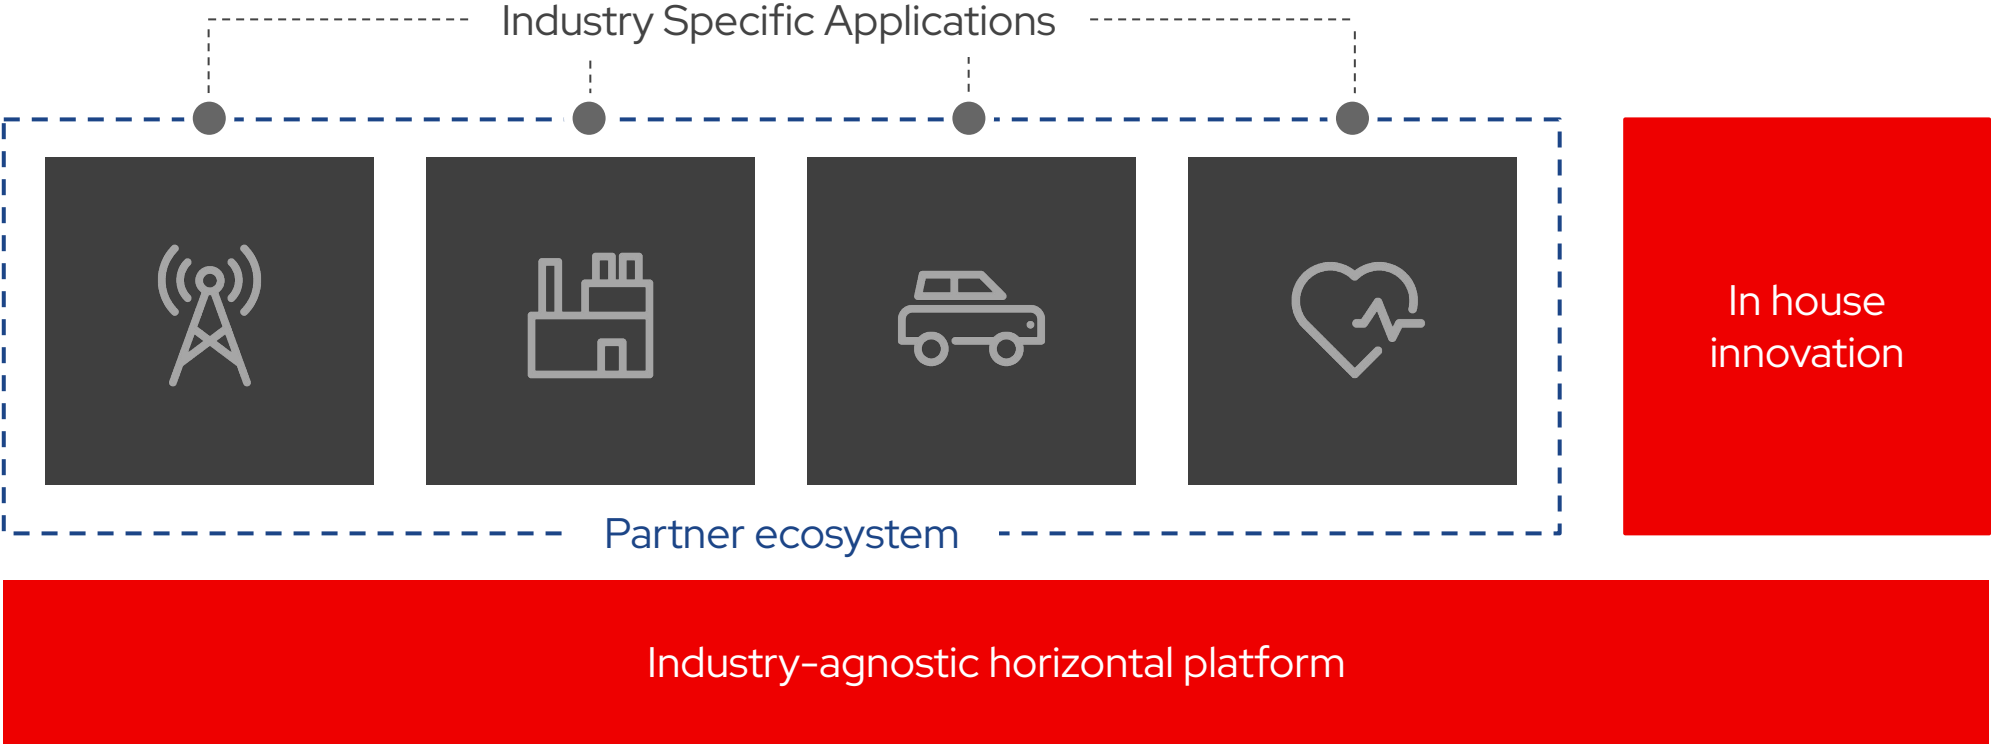 Industry Specific Applications
In house
innovation
Partner ecosystem
Industry-agnostic horizontal platform